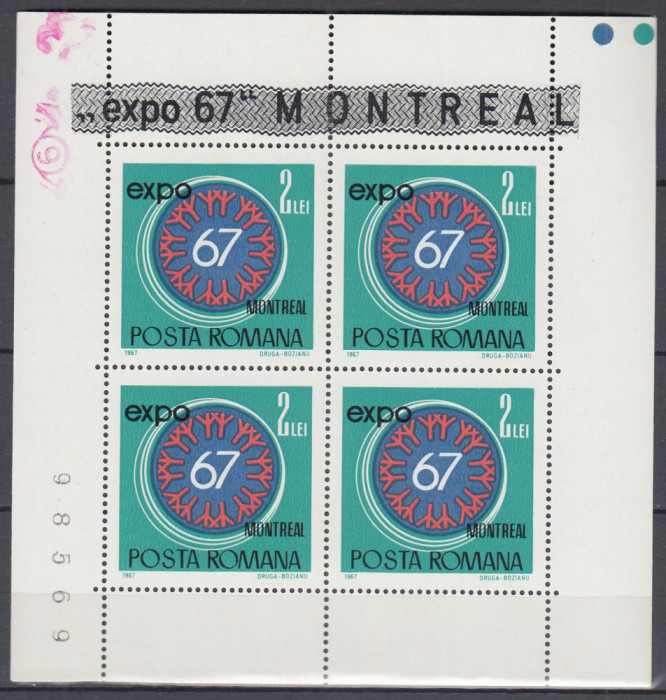 „expo 67“ MONTREAL
expo 2 LEI
67
MONTREAL
POSTA ROMANA
1967 DRUGA-BOZIANU
expo 2 LEI
67
MONTREAL
POSTA ROMANA
1967 DRUGA-BOZIANU
expo 2 LEI
67
MONTREAL
POSTA ROMANA
1967 DRUGA-BOZIANU
expo 2 LEI
67
MONTREAL
POSTA ROMANA
1967 DRUGA-BOZIANU
98569